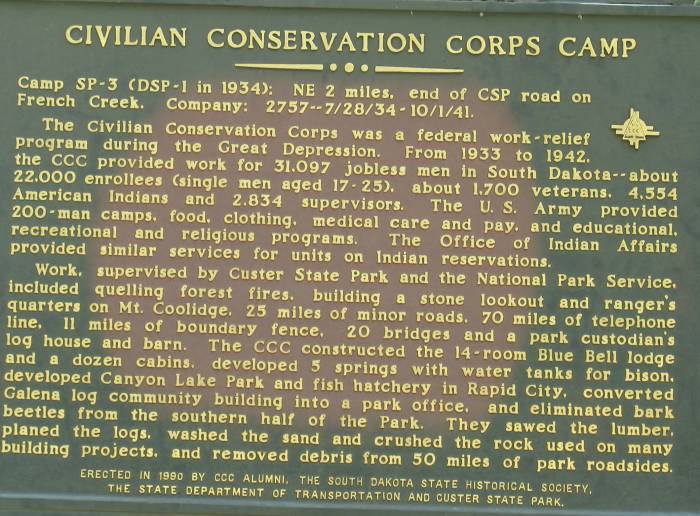 CIVILIAN CONSERVATION CORPS CAMP
Camp SP-3 (DSP-1 in 1934): NE 2 miles, end of CSP road on
French Creek. Company: 2757--7/28/34-10/1/41.
The Civilian Conservation Corps was a federal work-relief
program during the Great Depression. From 1933 to 1942,
the CCC provided work for 31,097 jobless men in South Dakota--about
22,000 enrollees (single men aged 17-25), about 1,700 veterans, 4,554
American Indians and 2,834 supervisors. The U. S. Army provided
200-man camps, food, clothing, medical care and pay, and educational,
recreational and religious programs. The Office of Indian Affairs
provided similar services for units on Indian reservations.
Work, supervised by Custer State Park and the National Park Service,
included quelling forest fires, building a stone lookout and ranger's
quarters on Mt. Coolidge, 25 miles of minor roads, 70 miles of telephone
line, 11 miles of boundary fence, 20 bridges and a park custodian's
log house and barn. The CCC constructed the 14-room Blue Bell lodge
and a dozen cabins, developed 5 springs with water tanks for bison,
developed Canyon Lake Park and fish hatchery in Rapid City, converted
Galena log community building into a park office, and eliminated bark
beetles from the southern half of the Park. They sawed the lumber,
planed the logs, washed the sand and crushed the rock used on many
building projects, and removed debris from 50 miles of park roadsides.
ERECTED IN 1990 BY CCC ALUMNI, THE SOUTH DAKOTA STATE HISTORICAL SOCIETY,
THE STATE DEPARTMENT OF TRANSPORTATION AND CUSTER STATE PARK.